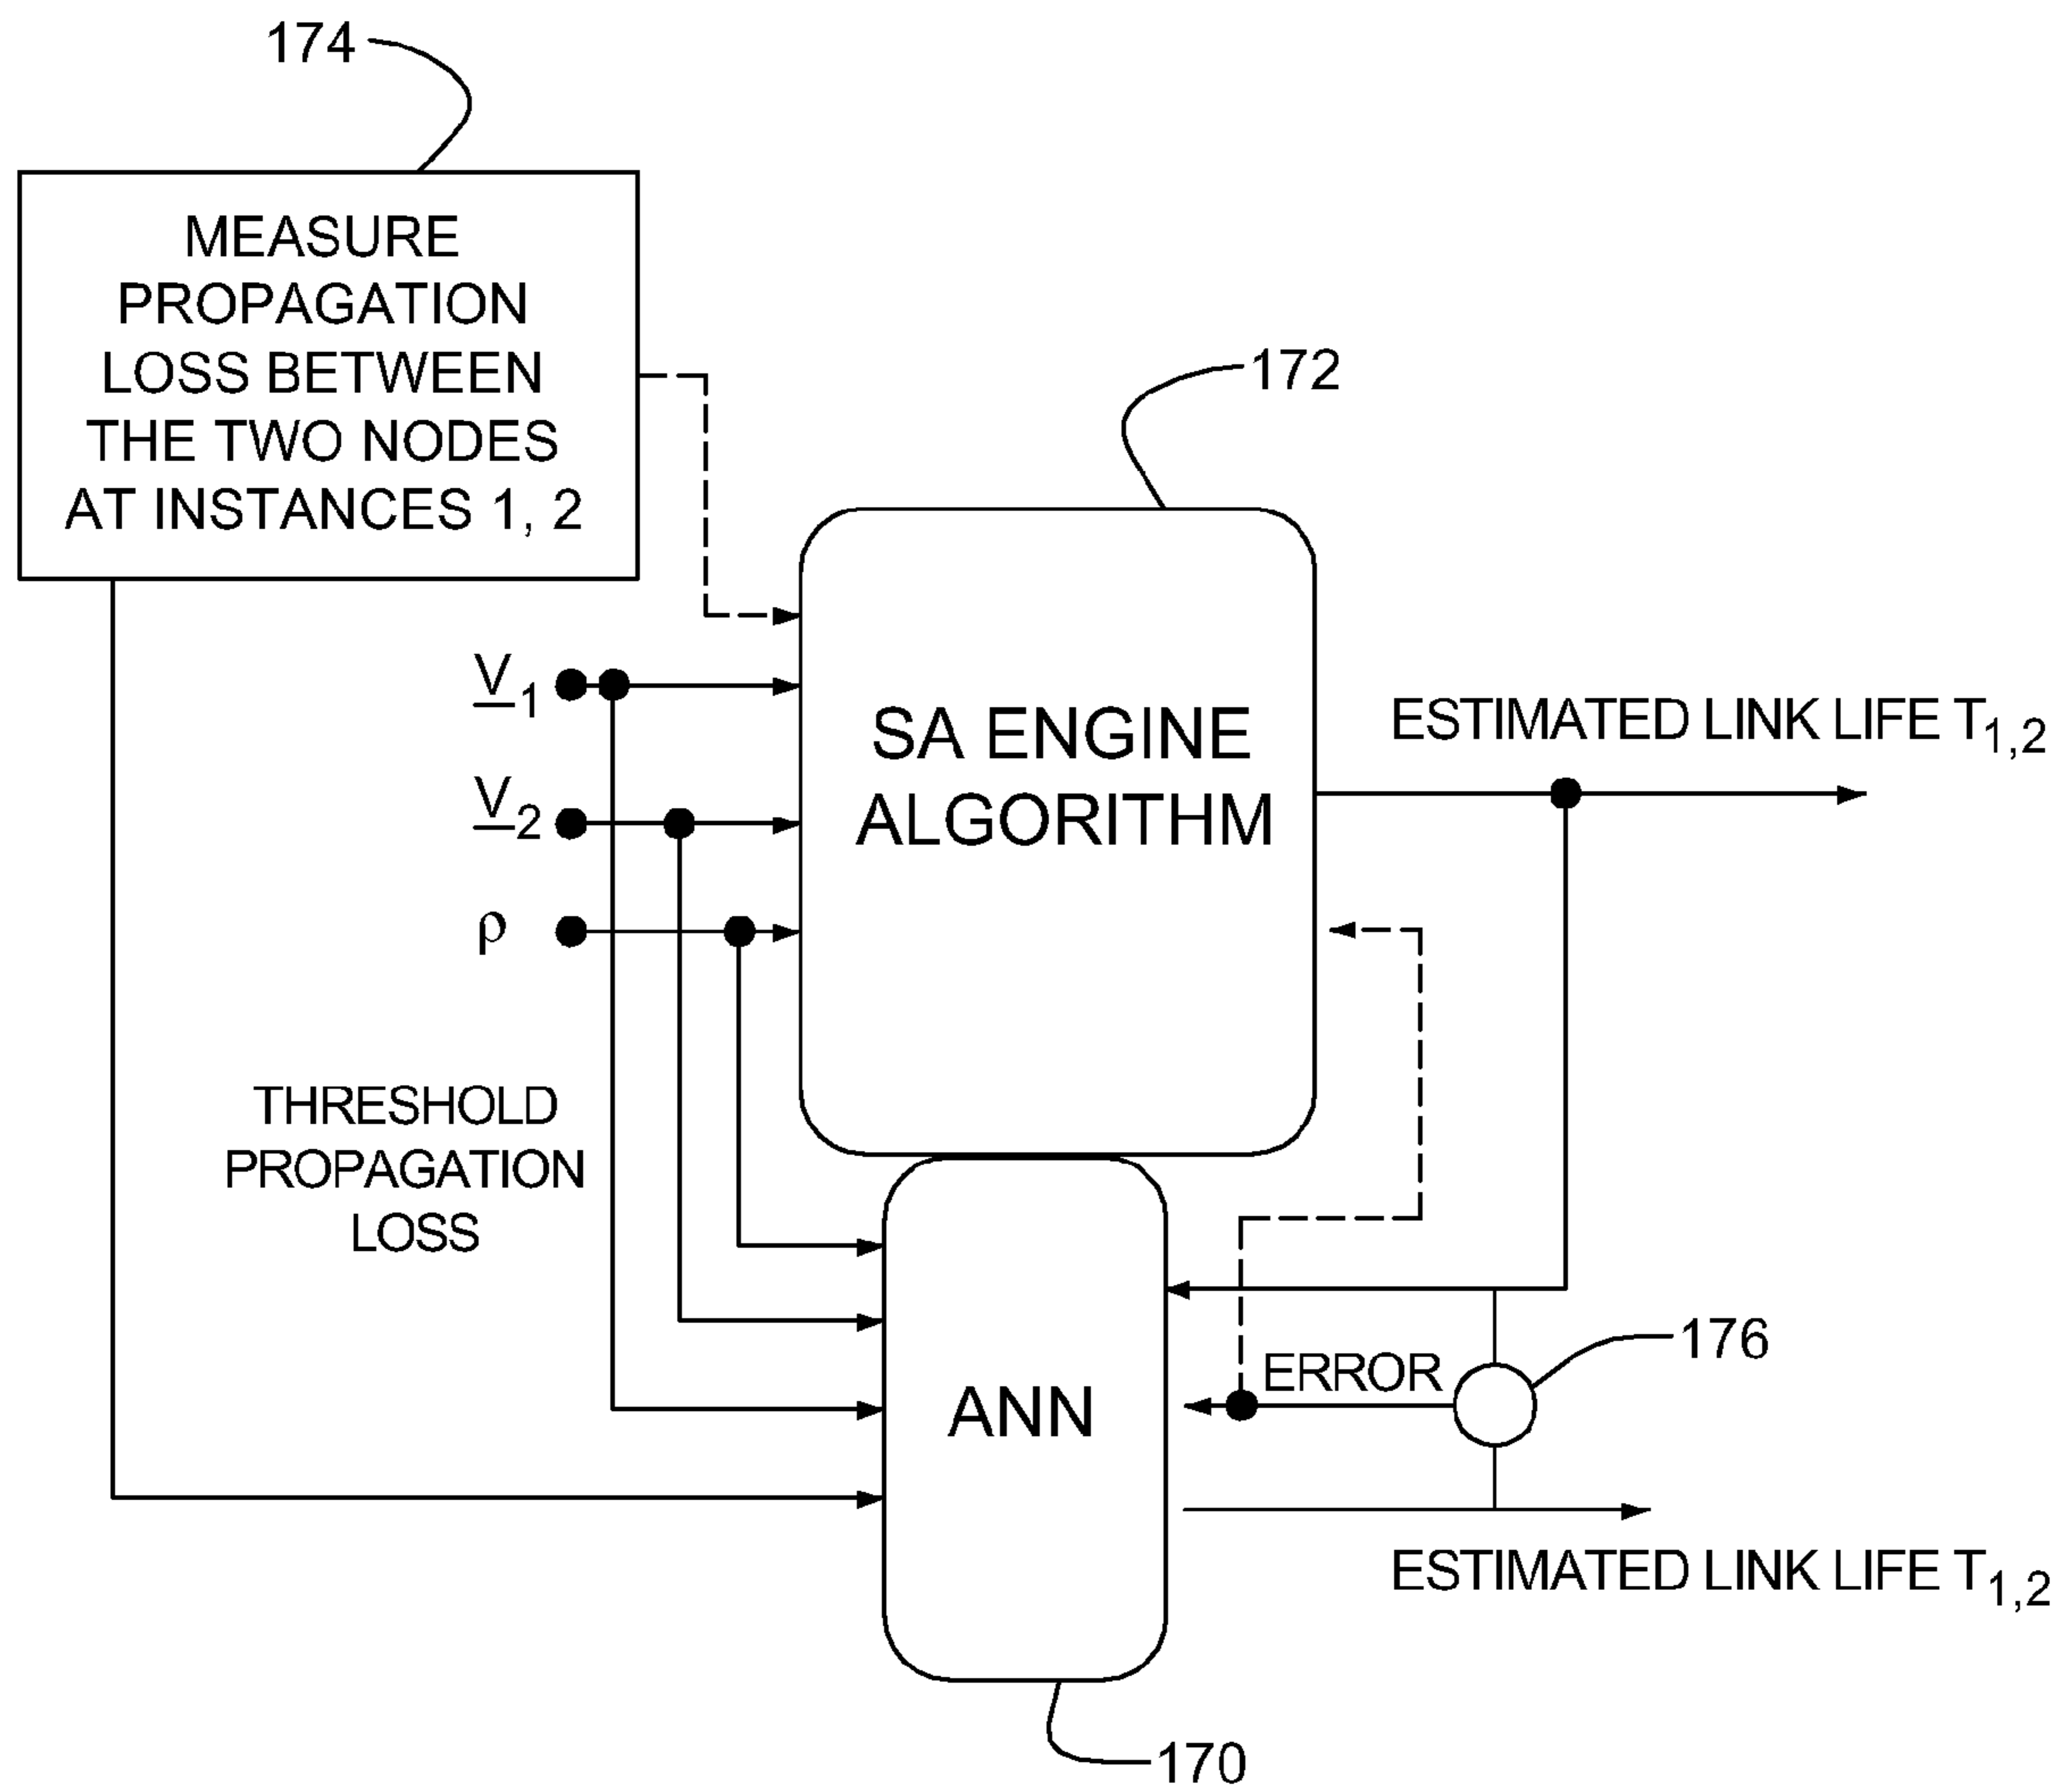 174
MEASURE
PROPAGATION
LOSS BETWEEN
THE TWO NODES
AT INSTANCES 1, 2
172
V1
V2
ρ
SA ENGINE
ALGORITHM
ESTIMATED LINK LIFE T1,2
THRESHOLD
PROPAGATION
LOSS
ANN
ERROR
176
ESTIMATED LINK LIFE T1,2
170